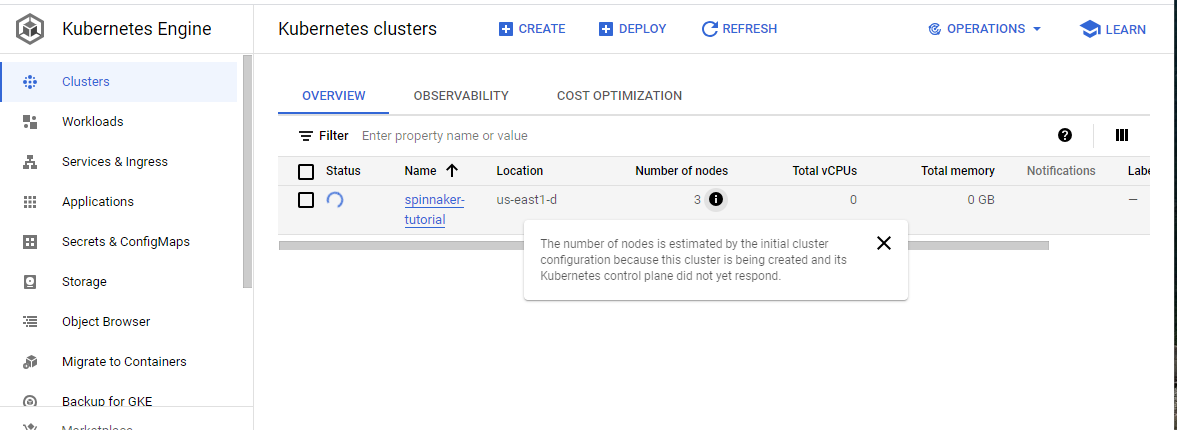 Kubernetes Engine
Kubernetes clusters
CREATE
DEPLOY
REFRESH
OPERATIONS
LEARN
Clusters
Workloads
Services & Ingress
Applications
Secrets & ConfigMaps
Storage
Object Browser
Migrate to Containers
Backup for GKE
Marketplace
OVERVIEW
OBSERVABILITY
COST OPTIMIZATION
Filter Enter property name or value
Status Name Location Number of nodes Total vCPUs Total memory Notifications Labe
spinnaker- us-east1-d 3 0 0 GB –
tutorial
The number of nodes is estimated by the initial cluster
configuration because this cluster is being created and its
Kubernetes control plane did not yet respond.